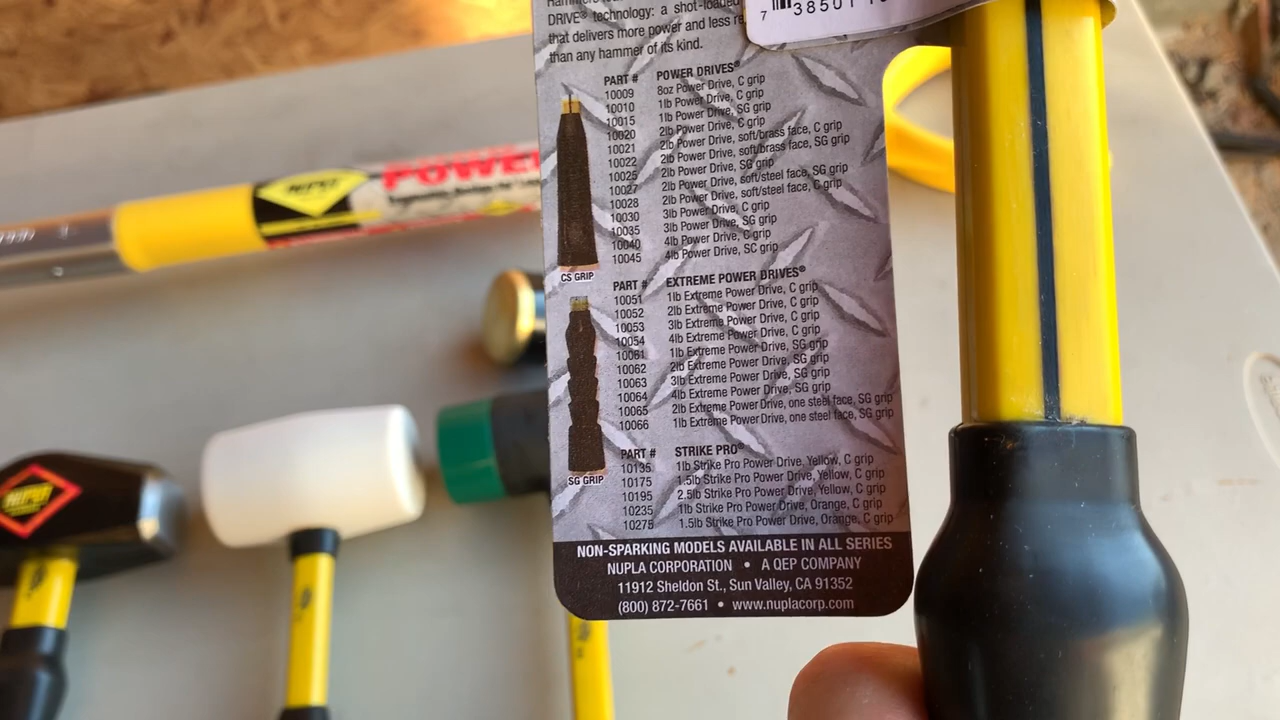 DRIVE® technology: a shot-loaded
that delivers more power and less
than any hammer of its kind.
7 38501
PART # POWER DRIVES®
10009 8oz Power Drive, C grip
10010 1lb Power Drive, C grip
10015 1lb Power Drive, SG grip
10020 2lb Power Drive, C grip
10021 2lb Power Drive, soft/brass face, C grip
10022 2lb Power Drive, soft/brass face, SG grip
10025 2lb Power Drive, SG grip
10027 2lb Power Drive, soft/steel face, SG grip
10028 2lb Power Drive, soft/steel face, C grip
10030 3lb Power Drive, C grip
10035 3lb Power Drive, SG grip
10040 4lb Power Drive, C grip
10045 4lb Power Drive, SC grip
CS GRIP
PART # EXTREME POWER DRIVES®
10051 1lb Extreme Power Drive, C grip
10052 2lb Extreme Power Drive, C grip
10053 3lb Extreme Power Drive, C grip
10054 4lb Extreme Power Drive, C grip
10061 1lb Extreme Power Drive, SG grip
10062 2lb Extreme Power Drive, SG grip
10063 3lb Extreme Power Drive, SG grip
10064 4lb Extreme Power Drive, SG grip
10065 2lb Extreme Power Drive, one steel face, SG grip
10066 1lb Extreme Power Drive, one steel face, SG grip
SG GRIP
PART # STRIKE PRO®
10135 1lb Strike Pro Power Drive, Yellow, C grip
10175 1.5lb Strike Pro Power Drive, Yellow, C grip
10195 2.5lb Strike Pro Power Drive, Yellow, C grip
10235 1lb Strike Pro Power Drive, Orange, C grip
10275 1.5lb Strike Pro Power Drive, Orange, C grip
NON-SPARKING MODELS AVAILABLE IN ALL SERIES
NUPLA CORPORATION • A QEP COMPANY
11912 Sheldon St., Sun Valley, CA 91352
(800) 872-7661 • www.nuplacorp.com
POWER